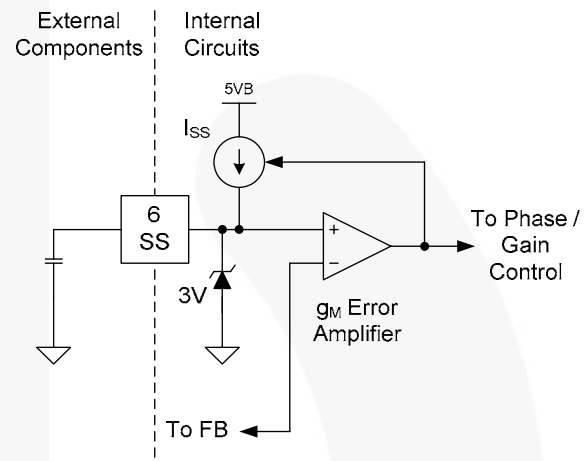 External
Components
Internal
Circuits
5VB
ISS
6
SS
+
−
To Phase /
Gain
Control
3V
gM Error
Amplifier
To FB